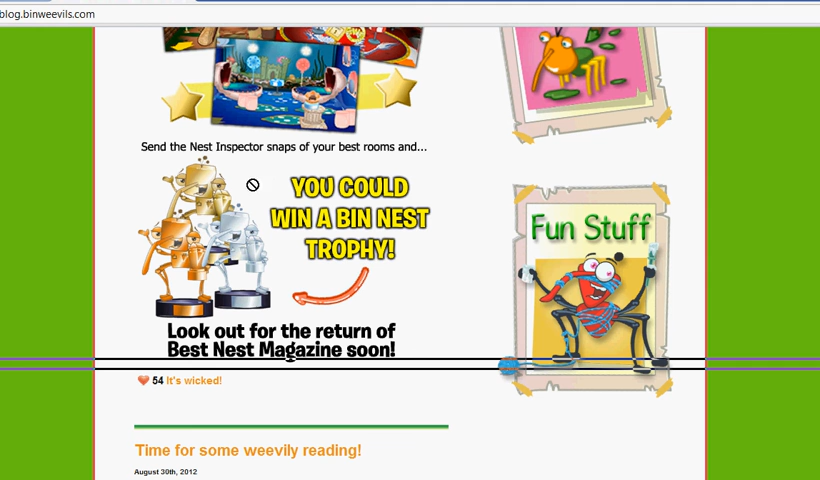 blog.binweevils.com
Send the Nest Inspector snaps of your best rooms and...
YOU COULD
WIN A BIN NEST
TROPHY!
Look out for the return of
Best Nest Magazine soon!
54 It's wicked!
Fun Stuff
Time for some weevily reading!
August 30th, 2012